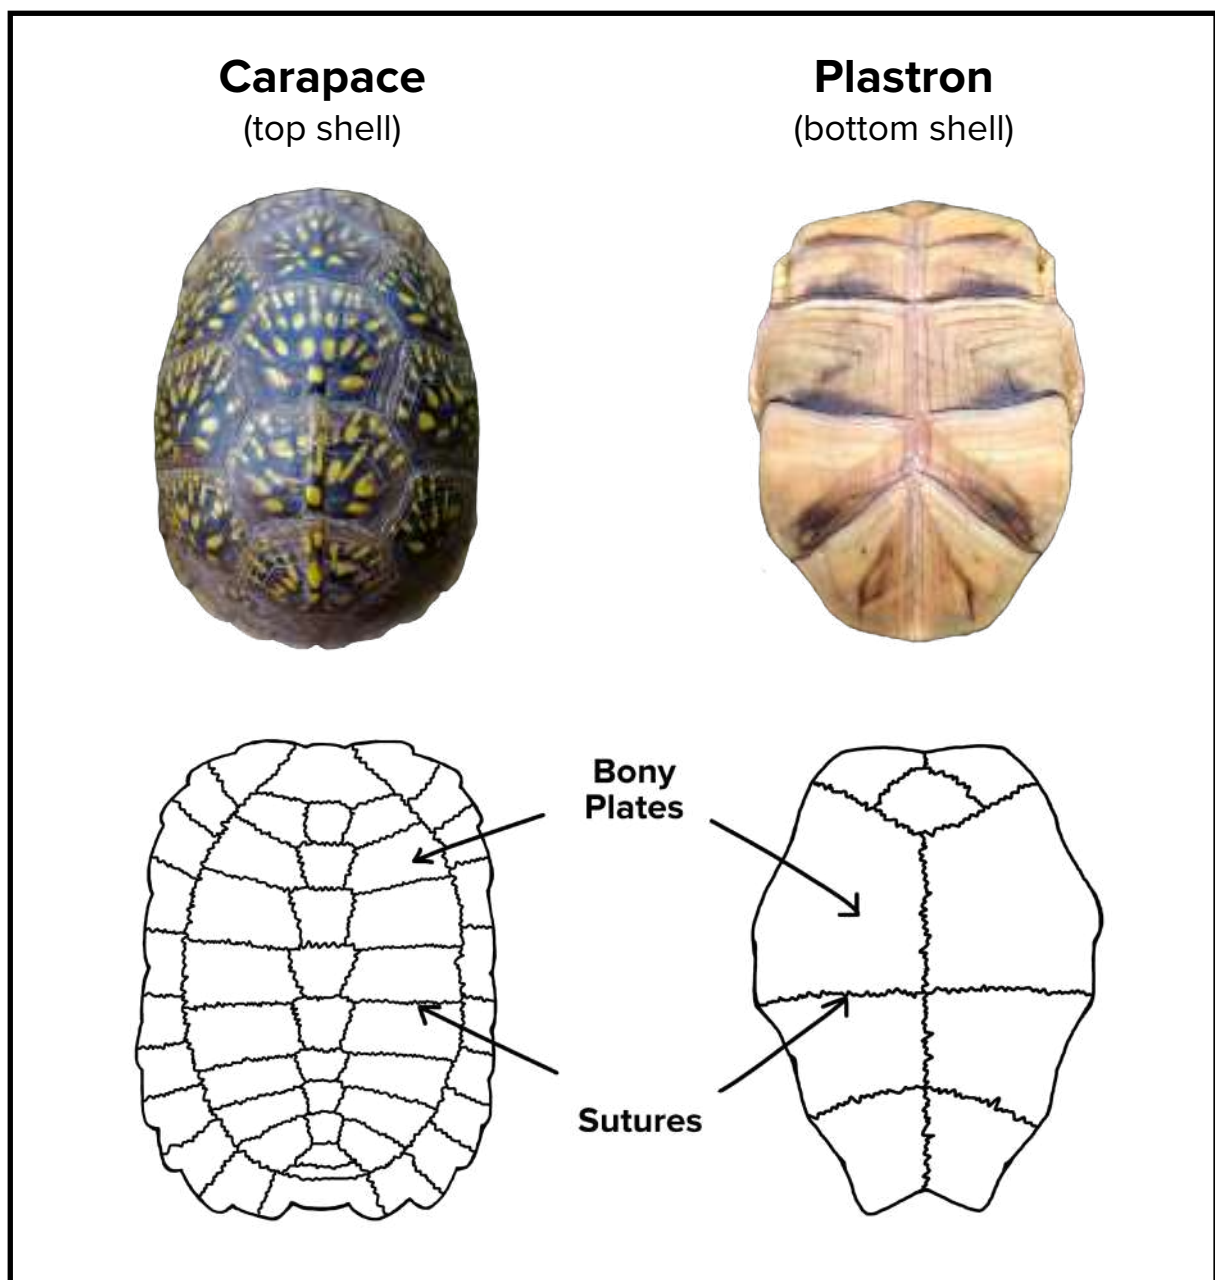 Carapace
(top shell)
Plastron
(bottom shell)
Bony
Plates
Sutures